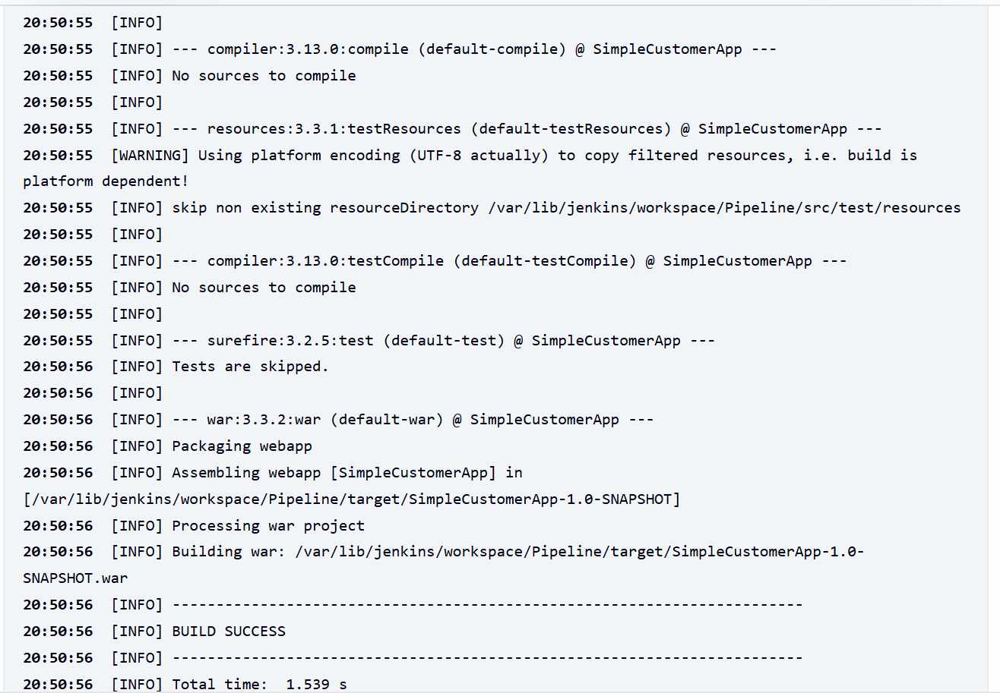 20:50:55 [INFO]
20:50:55 [INFO] --- compiler:3.13.0:compile (default-compile) @ SimpleCustomerApp ---
20:50:55 [INFO] No sources to compile
20:50:55 [INFO]
20:50:55 [INFO] --- resources:3.3.1:testResources (default-testResources) @ SimpleCustomerApp ---
20:50:55 [WARNING] Using platform encoding (UTF-8 actually) to copy filtered resources, i.e. build is
platform dependent!
20:50:55 [INFO] skip non existing resourceDirectory /var/lib/jenkins/workspace/Pipeline/src/test/resources
20:50:55 [INFO]
20:50:55 [INFO] --- compiler:3.13.0:testCompile (default-testCompile) @ SimpleCustomerApp ---
20:50:55 [INFO] No sources to compile
20:50:55 [INFO]
20:50:55 [INFO] --- surefire:3.2.5:test (default-test) @ SimpleCustomerApp ---
20:50:56 [INFO] Tests are skipped.
20:50:56 [INFO]
20:50:56 [INFO] --- war:3.3.2:war (default-war) @ SimpleCustomerApp ---
20:50:56 [INFO] Packaging webapp
20:50:56 [INFO] Assembling webapp [SimpleCustomerApp] in
[/var/lib/jenkins/workspace/Pipeline/target/SimpleCustomerApp-1.0-SNAPSHOT]
20:50:56 [INFO] Processing war project
20:50:56 [INFO] Building war: /var/lib/jenkins/workspace/Pipeline/target/SimpleCustomerApp-1.0-
SNAPSHOT.war
20:50:56 [INFO] ------------------------------------------------------------------------
20:50:56 [INFO] BUILD SUCCESS
20:50:56 [INFO] ------------------------------------------------------------------------
20:50:56 [INFO] Total time:  1.539 s